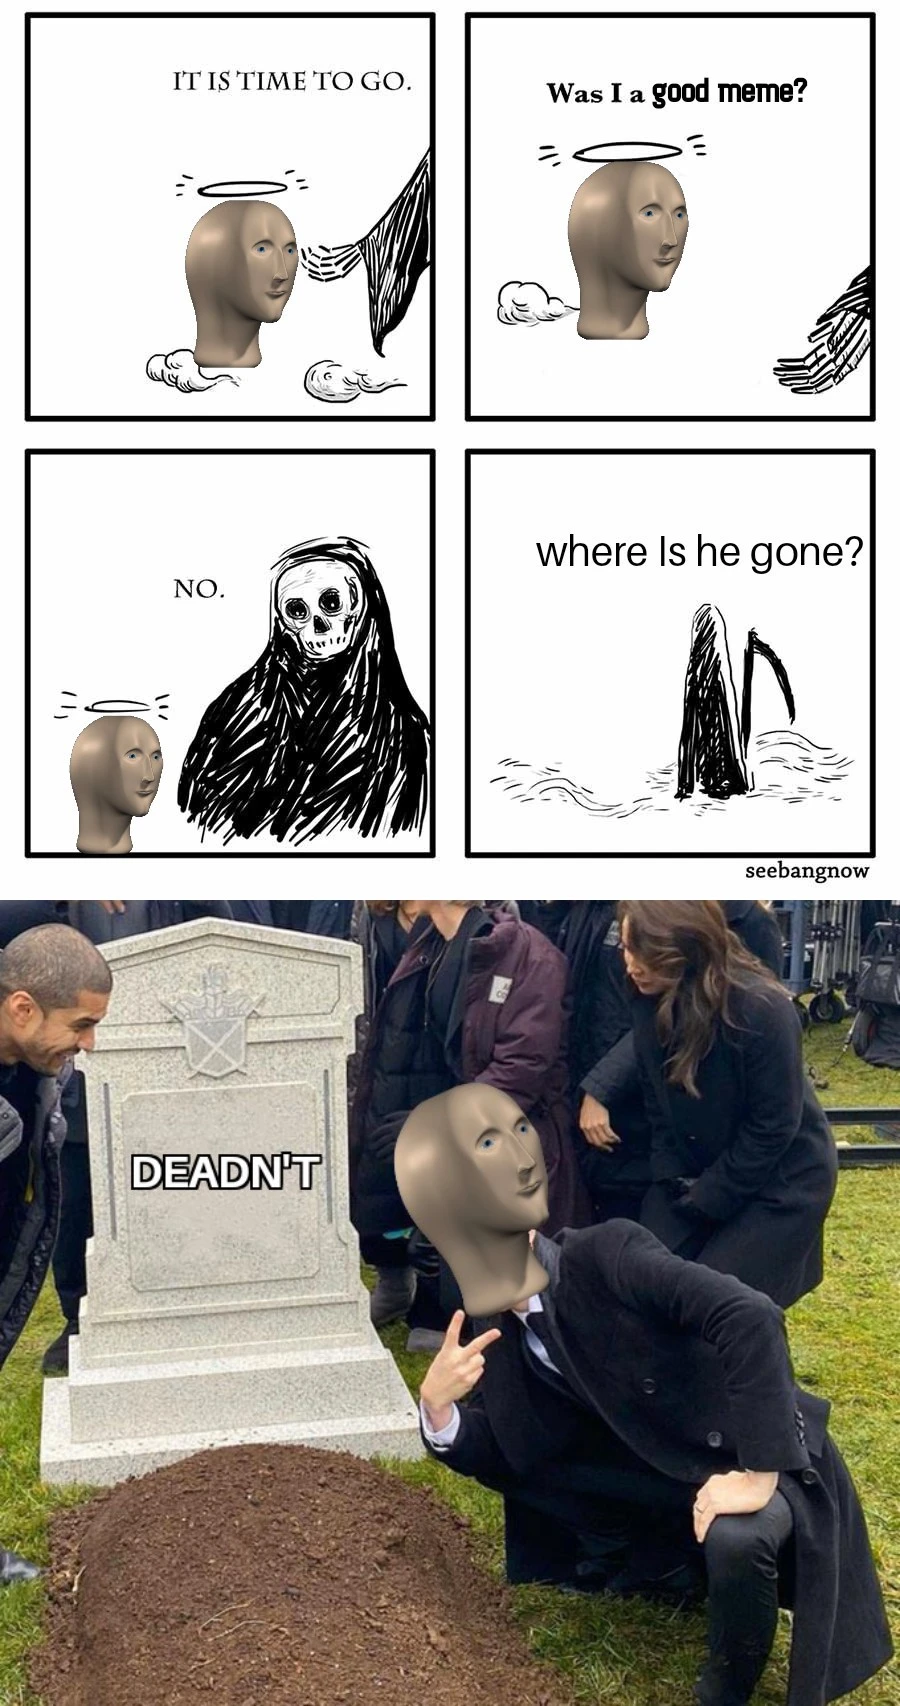 IT IS TIME TO GO.
Was I a good meme?
NO.
where Is he gone?
seebangnow
DEADN'T